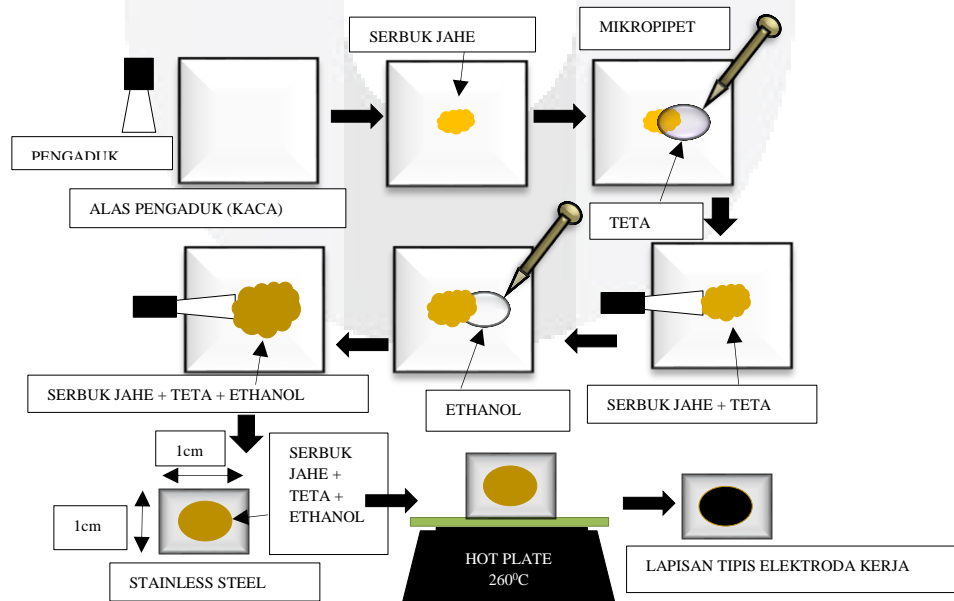 SERBUK JAHE
MIKROPIPET
PENGADUK
ALAS PENGADUK (KACA)
TETA
SERBUK JAHE + TETA + ETHANOL
ETHANOL
SERBUK JAHE + TETA
1cm
1cm
SERBUK
JAHE +
TETA +
ETHANOL
STAINLESS STEEL
HOT PLATE
260⁰C
LAPISAN TIPIS ELEKTRODA KERJA